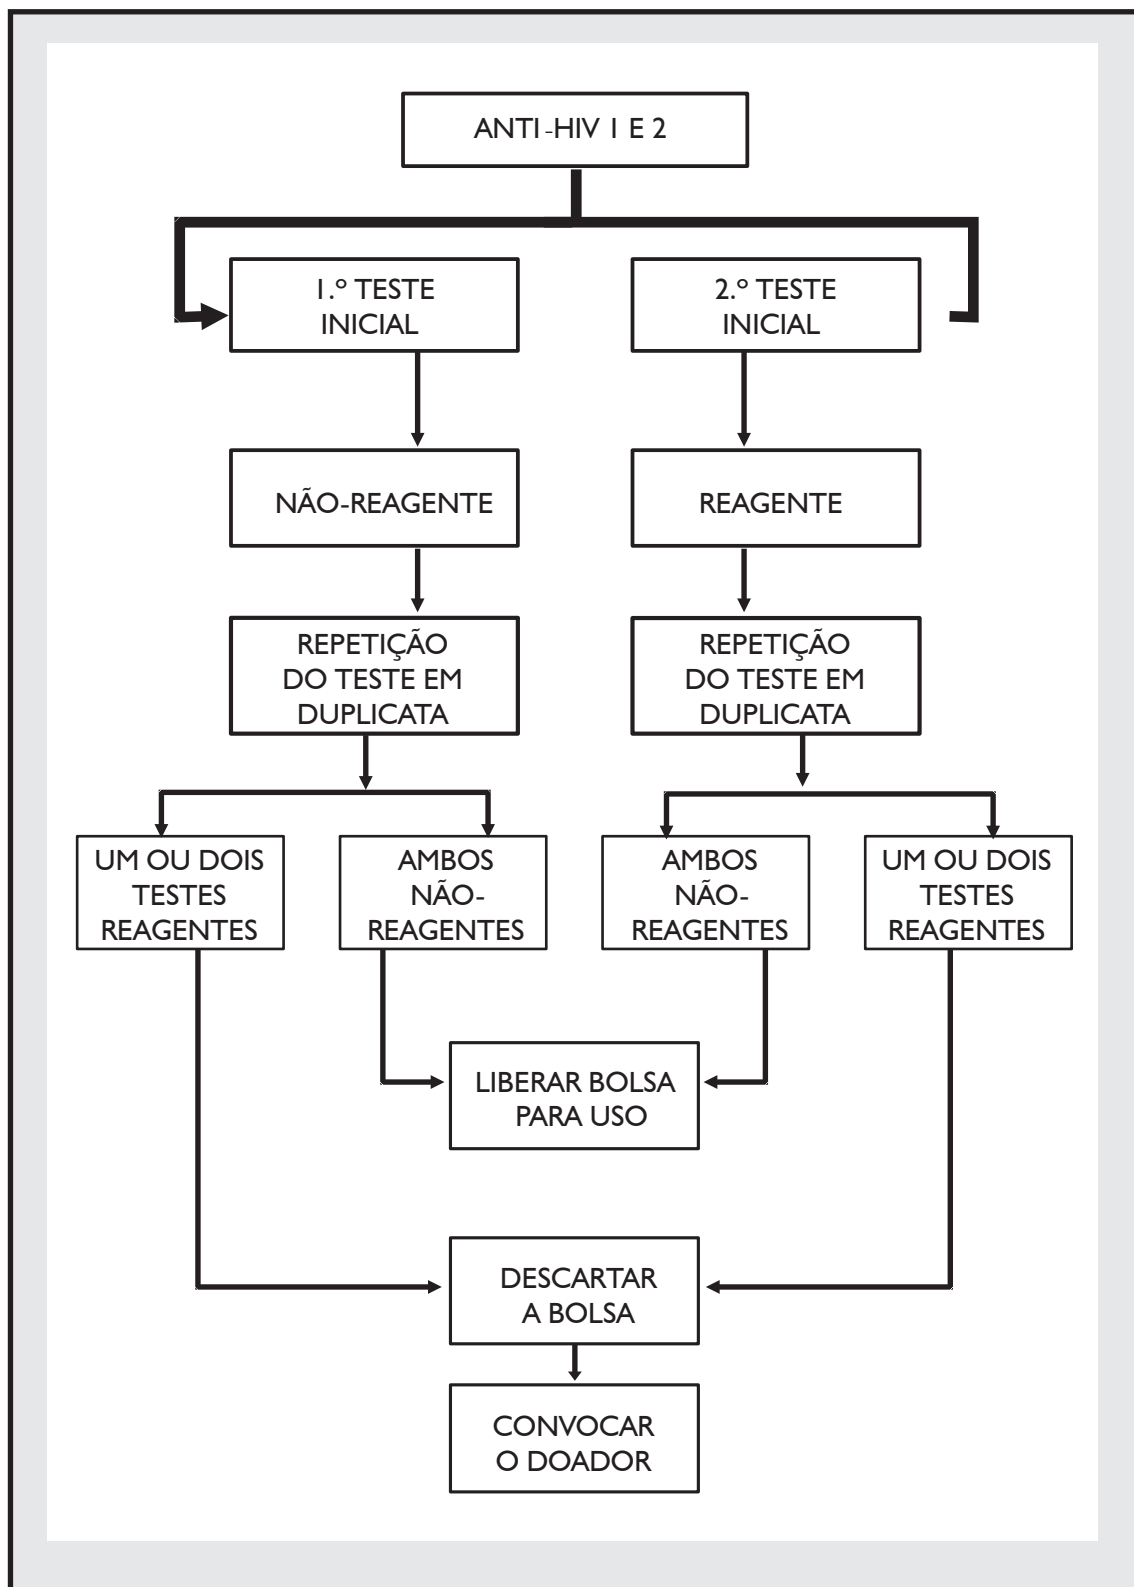 ANTI-HIV 1 E 2
1.º TESTE
INICIAL
2.º TESTE
INICIAL
NÃO-REAGENTE
REAGENTE
REPETIÇÃO
DO TESTE EM
DUPLICATA
REPETIÇÃO
DO TESTE EM
DUPLICATA
UM OU DOIS
TESTES
REAGENTES
AMBOS
NÃO-
REAGENTES
AMBOS
NÃO-
REAGENTES
UM OU DOIS
TESTES
REAGENTES
LIBERAR BOLSA
PARA USO
DESCARTAR
A BOLSA
CONVOCAR
O DOADOR